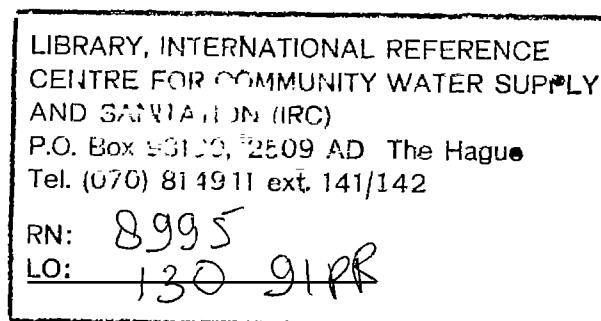 LIBRARY, INTERNATIONAL REFERENCE
CENTRE FOR COMMUNITY WATER SUPPLY
AND SANITATION (IRC)
P.O. Box 2509 AD The Hague
Tel. (070) 814911 ext. 141/142
RN: 8995
LO: 130 91PR